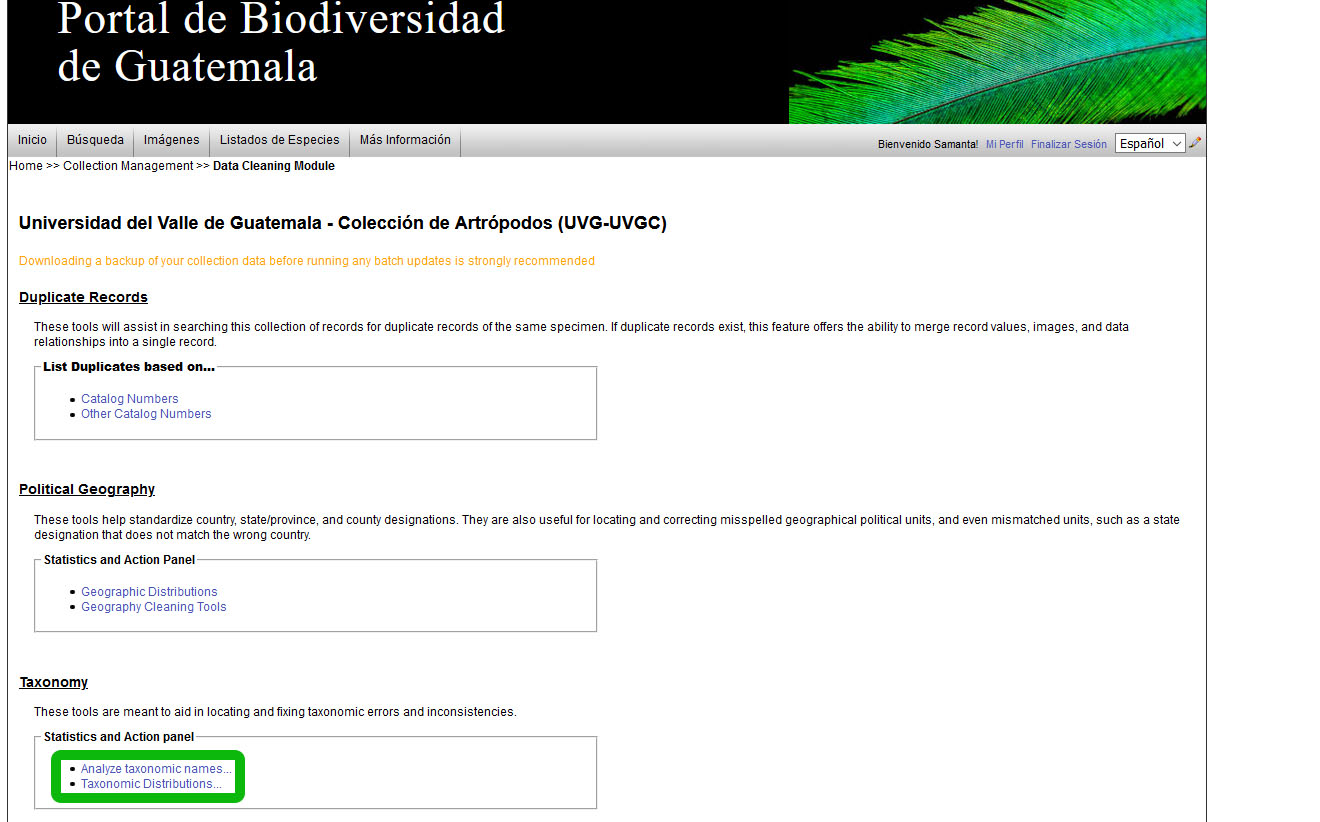 Portal de Biodiversidad
de Guatemala
Inicio Búsqueda Imágenes Listados de Especies Más Información
Bienvenido Samanta! Mi Perfil Finalizar Sesión Español
Home >> Collection Management >> Data Cleaning Module
Universidad del Valle de Guatemala - Colección de Artrópodos (UVG-UVGC)
Downloading a backup of your collection data before running any batch updates is strongly recommended
Duplicate Records
These tools will assist in searching this collection of records for duplicate records of the same specimen. If duplicate records exist, this feature offers the ability to merge record values, images, and data
relationships into a single record.
List Duplicates based on...
Catalog Numbers
Other Catalog Numbers
Political Geography
These tools help standardize country, state/province, and county designations. They are also useful for locating and correcting misspelled geographical political units, and even mismatched units, such as a state
designation that does not match the wrong country.
Statistics and Action Panel
Geographic Distributions
Geography Cleaning Tools
Taxonomy
These tools are meant to aid in locating and fixing taxonomic errors and inconsistencies.
Statistics and Action panel
Analyze taxonomic names...
Taxonomic Distributions...